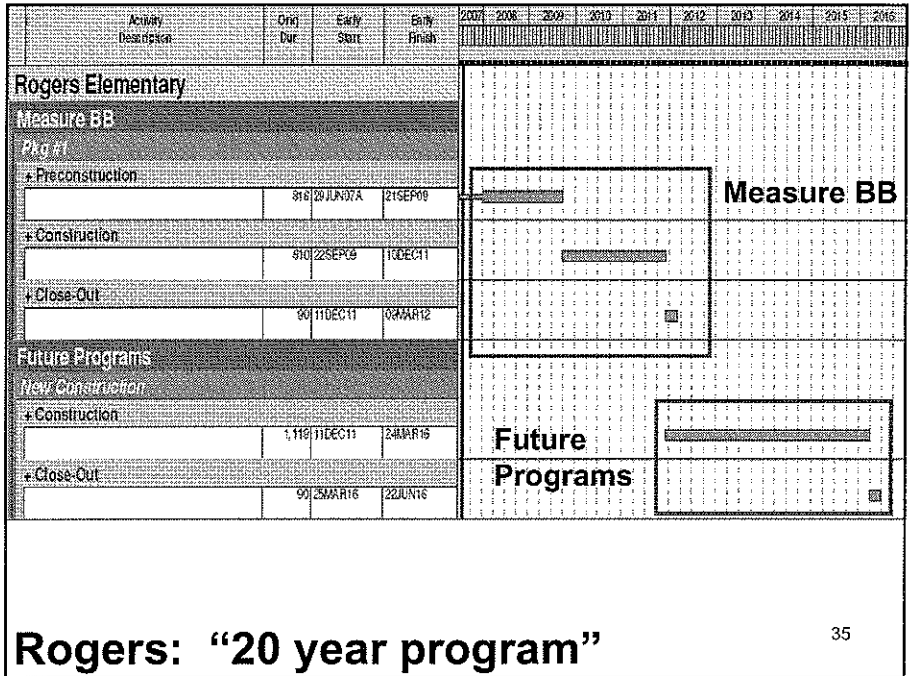 Activity Description Orig Dur Early Start Early Finish 2007 2008 2009 2010 2011 2012 2013 2014 2015 2016
Rogers Elementary
Measure BB
Pkg #1
+ Preconstruction
816 29JUN07A 21SEP09
Measure BB
+ Construction
810 22SEP09 10DEC11
+ Close-Out
90 11DEC11 09MAR12
Future Programs
New Construction
+ Construction
11DEC11 24MAR16
Future
Programs
+ Close-Out
90 25MAR16 22JUN16
Rogers: “20 year program”
35